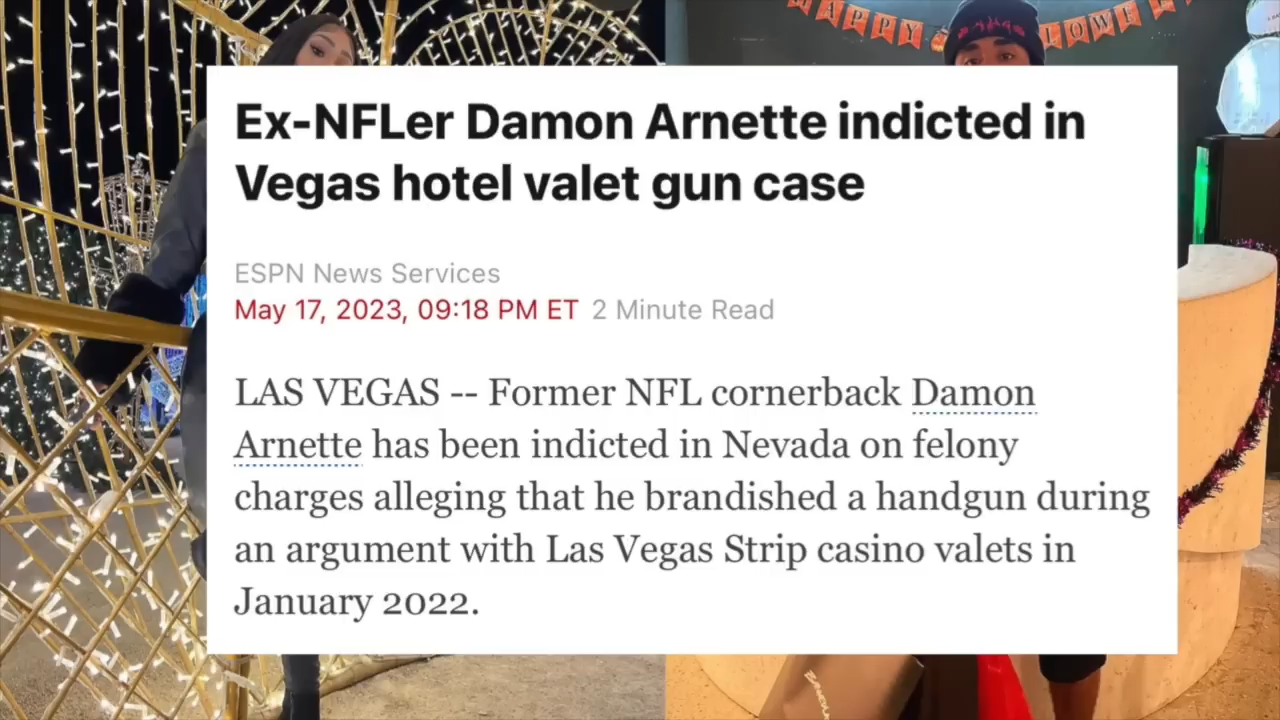 HAPPY
LOWE
Ex-NFLer Damon Arnette indicted in
Vegas hotel valet gun case
ESPN News Services
May 17, 2023, 09:18 PM ET 2 Minute Read
LAS VEGAS -- Former NFL cornerback Damon
Arnette has been indicted in Nevada on felony
charges alleging that he brandished a handgun during
an argument with Las Vegas Strip casino valets in
January 2022.